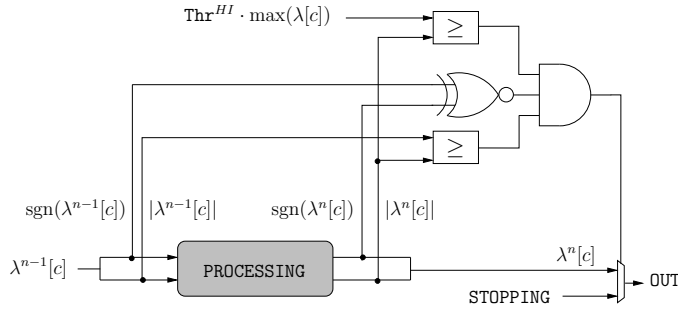 Thr^{HI} · max(λ[c])
≥
≥
sgn(λ^{n−1}[c]) |λ^{n−1}[c]| sgn(λ^n[c]) |λ^n[c]|
λ^{n−1}[c]
PROCESSING
λ^n[c]
OUT
STOPPING